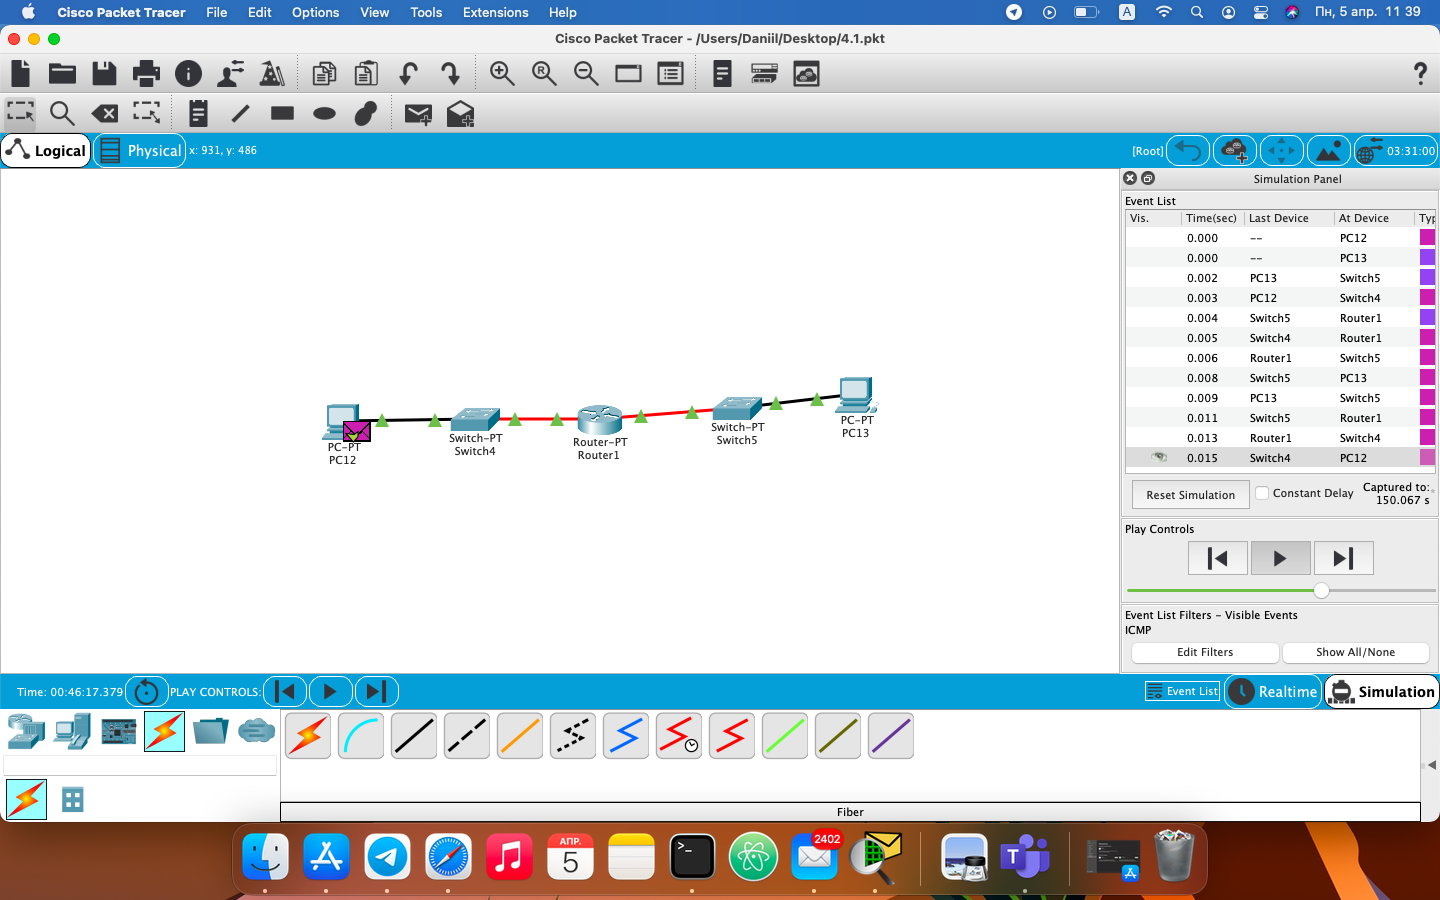 Cisco Packet Tracer File Edit Options View Tools Extensions Help A Пн, 5 апр. 11 39
Cisco Packet Tracer - /Users/Daniil/Desktop/4.1.pkt
R ?
Logical Physical x: 931, y: 486 [Root] 03:31:00
Simulation Panel
Event List
Vis. Time(sec) Last Device At Device Typ
0.000 -- PC12
0.000 -- PC13
0.002 PC13 Switch5
0.003 PC12 Switch4
0.004 Switch5 Router1
0.005 Switch4 Router1
0.006 Router1 Switch5
0.008 Switch5 PC13
0.009 PC13 Switch5
0.011 Switch5 Router1
0.013 Router1 Switch4
0.015 Switch4 PC12
PC-PT
PC12
Switch-PT
Switch4
Router-PT
Router1
Switch-PT
Switch5
PC-PT
PC13
Reset Simulation Constant Delay Captured to:
150.067 s
Play Controls
Event List Filters - Visible Events
ICMP
Edit Filters Show All/None
Time: 00:46:17.379 PLAY CONTROLS: Event List Realtime Simulation
Fiber
АПР.
5
>_
2402
T